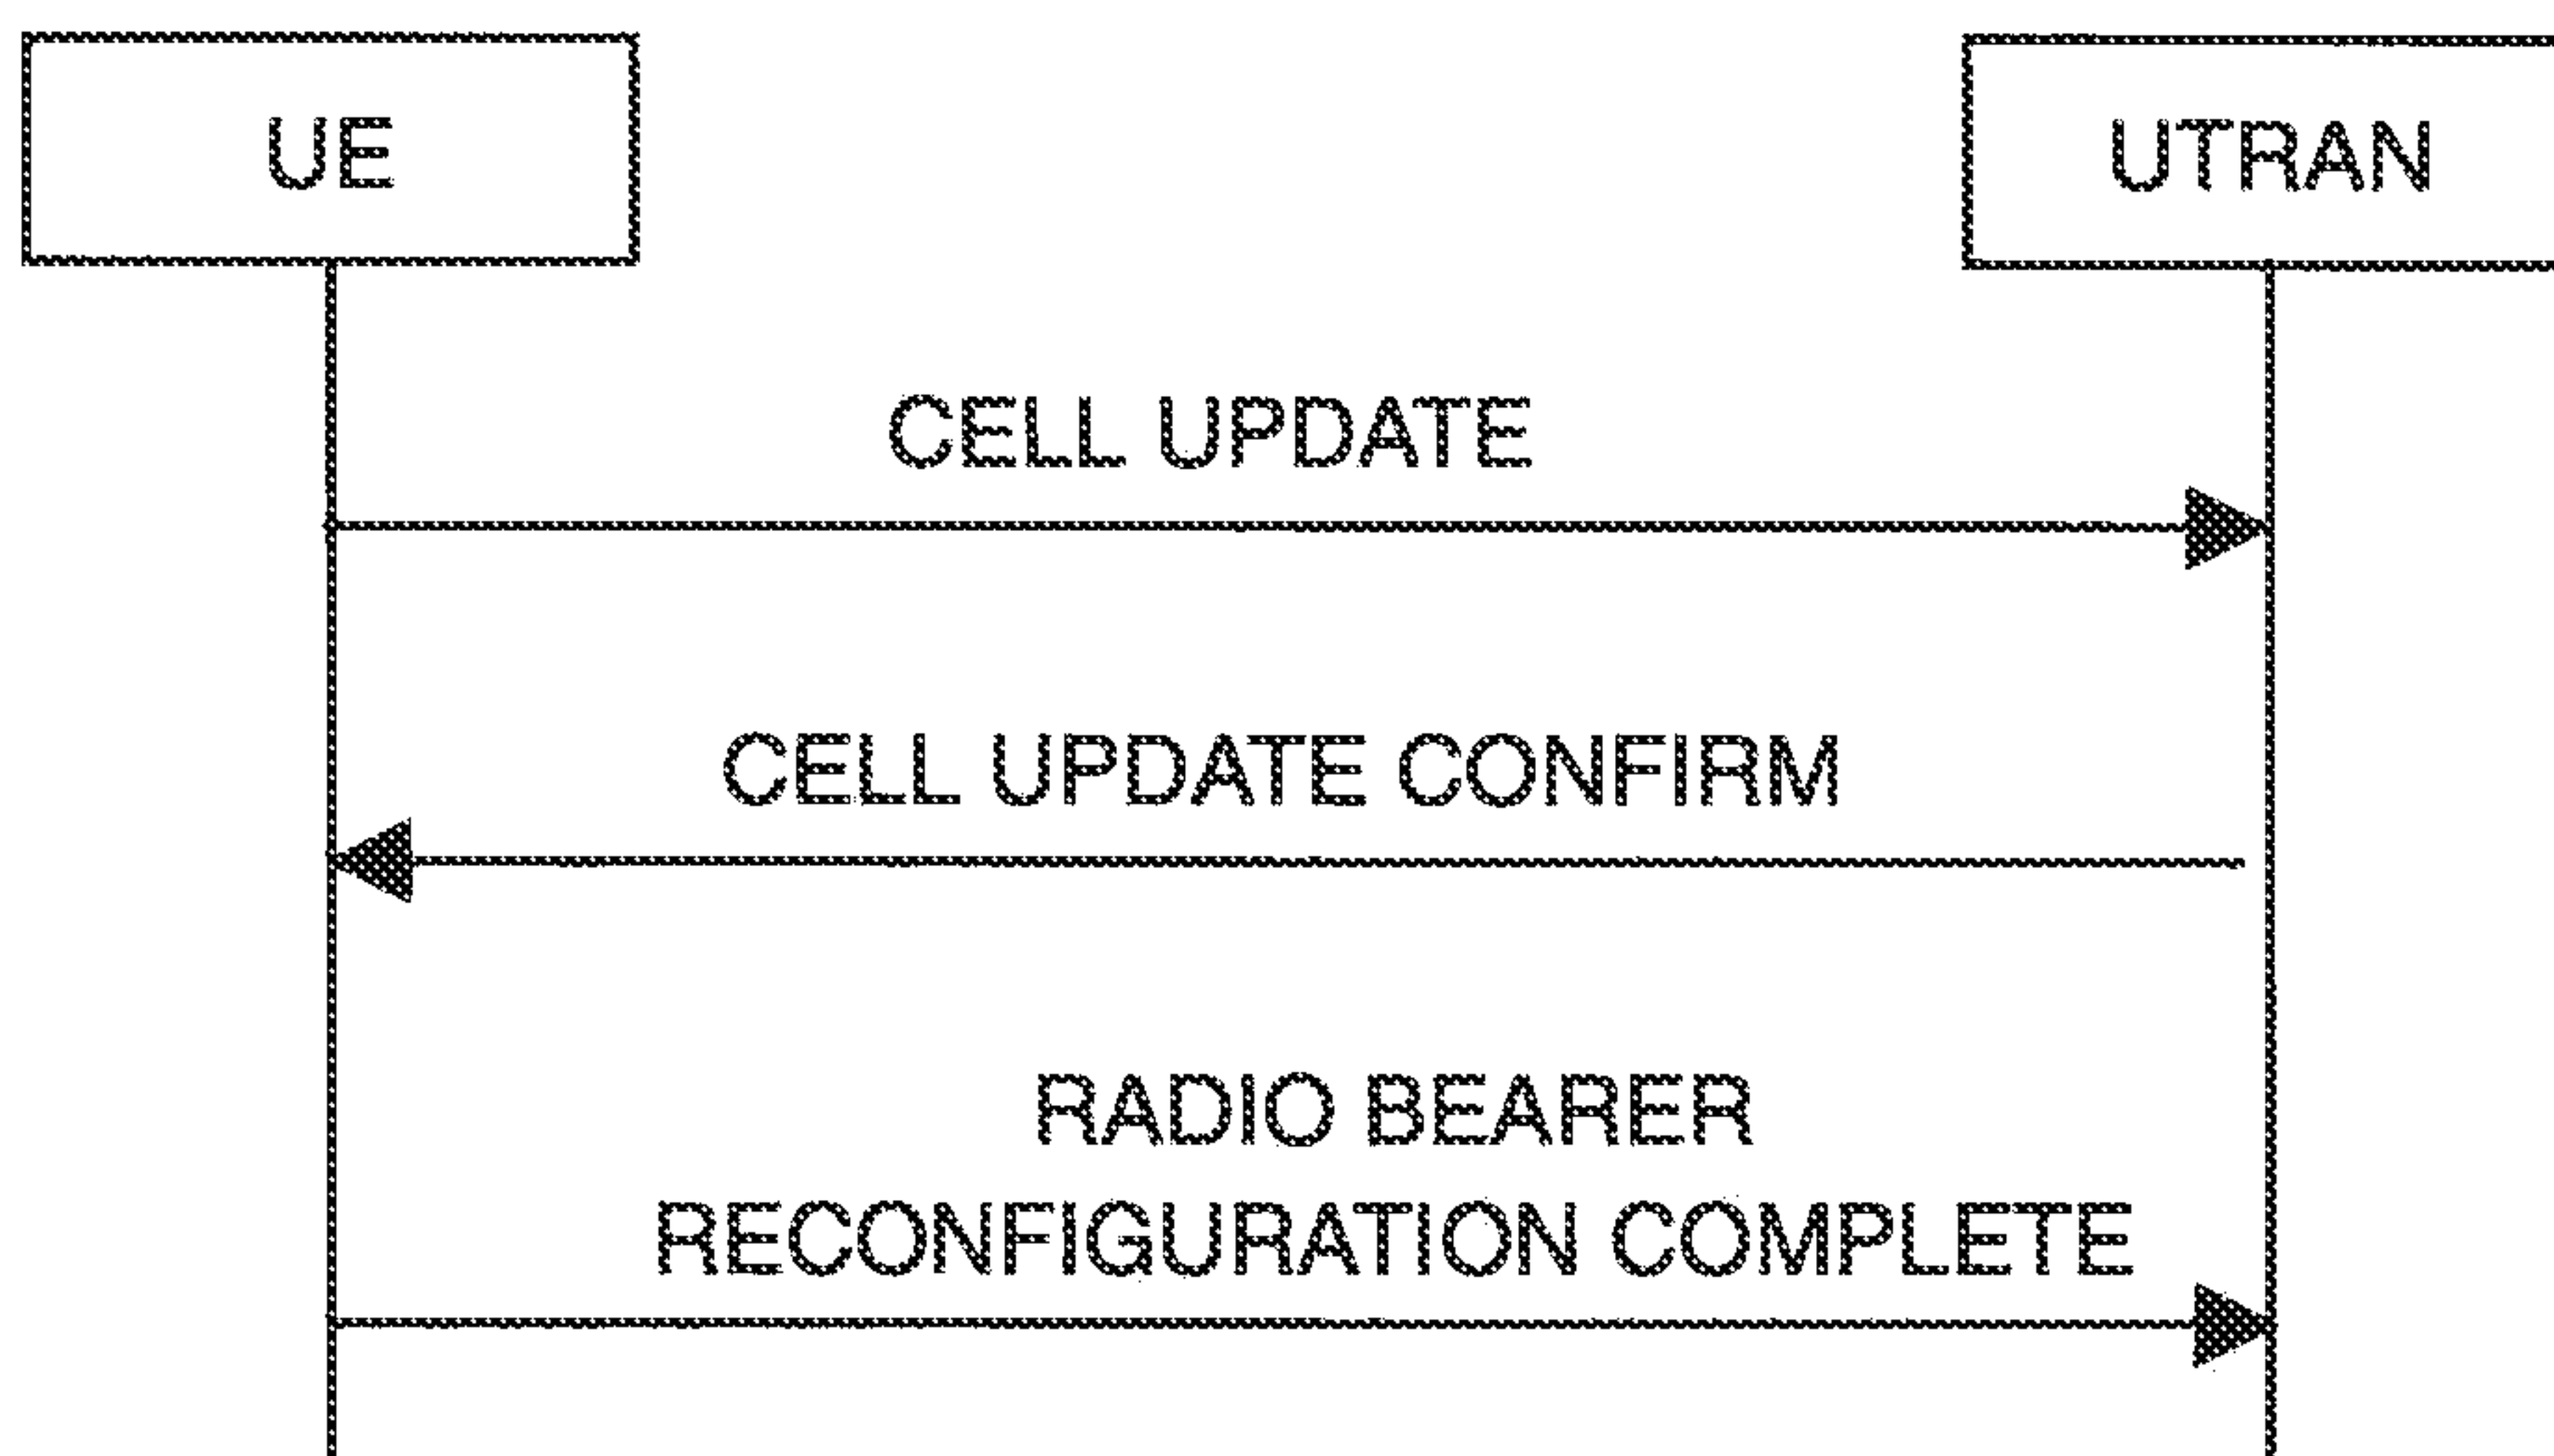 UE
UTRAN
CELL UPDATE
CELL UPDATE CONFIRM
RADIO BEARER
RECONFIGURATION COMPLETE